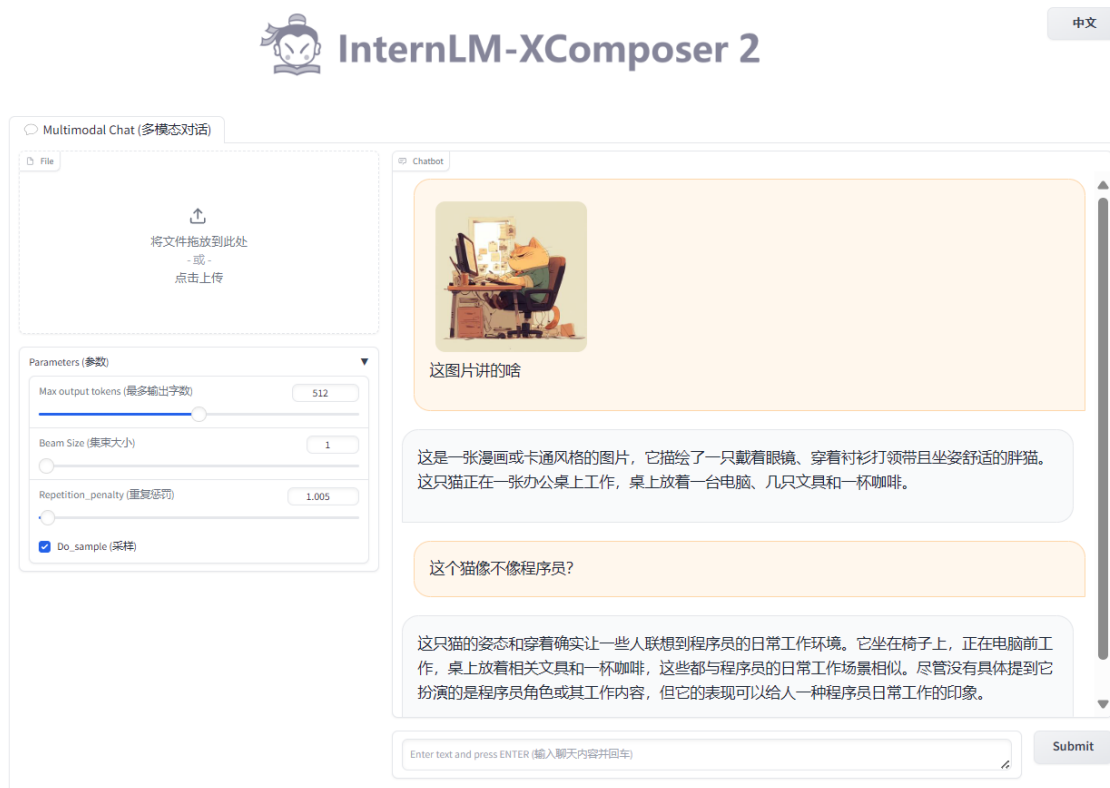 InternLM-XComposer 2
中文
Multimodal Chat (多模态对话)
File
将文件拖放到此处
- 或 -
点击上传
Parameters (参数)
▼
Max output tokens (最多输出字数)
512
Beam Size (集束大小)
1
Repetition_penalty (重复惩罚)
1.005
Do_sample (采样)
Chatbot
这图片讲的啥
这是一张漫画或卡通风格的图片，它描绘了一只戴着眼镜、穿着衬衫打领带且坐姿舒适的胖猫。
这只猫正在一张办公桌上工作，桌上放着一台电脑、几只文具和一杯咖啡。
这个猫像不像程序员？
这只猫的姿态和穿着确实让一些人联想到程序员的日常工作环境。它坐在椅子上，正在电脑前工
作，桌上放着相关文具和一杯咖啡，这些都与程序员的日常工作场景相似。尽管没有具体提到它
扮演的是程序员角色或其工作内容，但它的表现可以给人一种程序员日常工作的印象。
Enter text and press ENTER (输入聊天内容并回车)
Submit